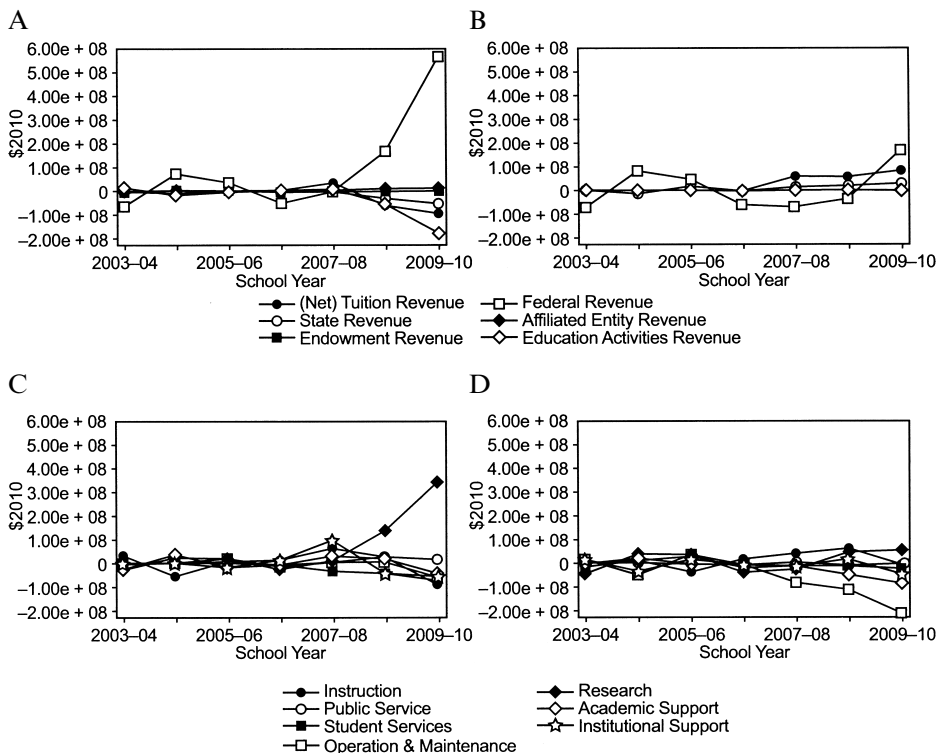 A
6.00e + 08
5.00e + 08
4.00e + 08
3.00e + 08
2.00e + 08
1.00e + 08
0
–1.00e + 08
–2.00e + 08
$2010
2003–04 2005–06 2007–08 2009–10
School Year
B
6.00e + 08
5.00e + 08
4.00e + 08
3.00e + 08
2.00e + 08
1.00e + 08
0
–1.00e + 08
–2.00e + 08
$2010
2003–04 2005–06 2007–08 2009–10
School Year
(Net) Tuition Revenue
State Revenue
Endowment Revenue
Federal Revenue
Affiliated Entity Revenue
Education Activities Revenue
C
6.00e + 08
5.00e + 08
4.00e + 08
3.00e + 08
2.00e + 08
1.00e + 08
0
–1.00e + 08
–2.00e + 08
$2010
2003–04 2005–06 2007–08 2009–10
School Year
D
6.00e + 08
5.00e + 08
4.00e + 08
3.00e + 08
2.00e + 08
1.00e + 08
0
–1.00e + 08
–2.00e + 08
$2010
2003–04 2005–06 2007–08 2009–10
School Year
Instruction
Public Service
Student Services
Operation & Maintenance
Research
Academic Support
Institutional Support